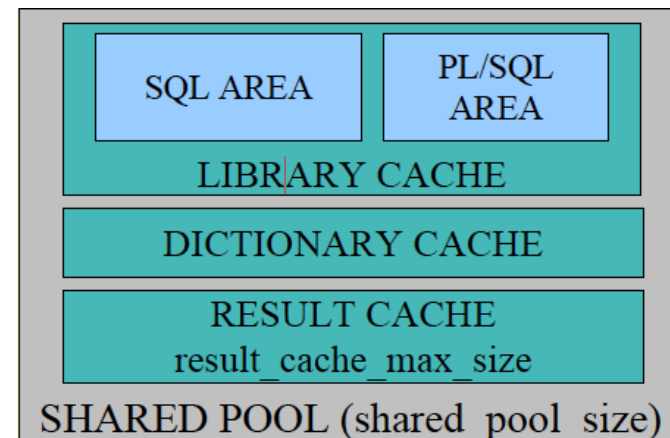 SQL AREA
PL/SQL
AREA
LIBRARY CACHE
DICTIONARY CACHE
RESULT CACHE
result_cache_max_size
SHARED POOL (shared_pool_size)